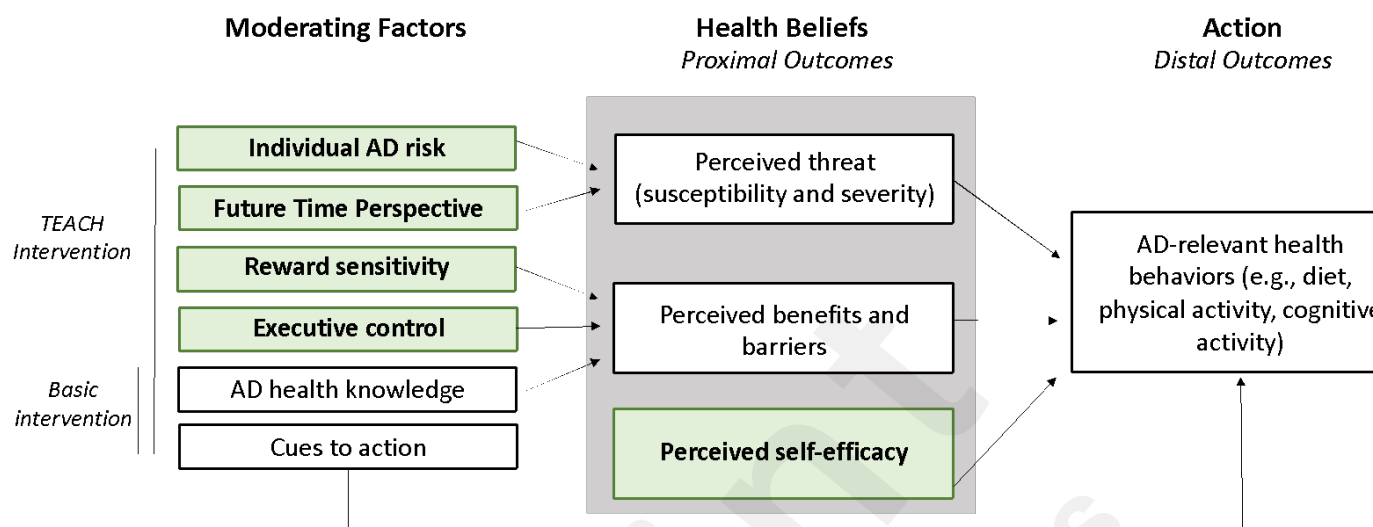 Moderating Factors
Health Beliefs
Proximal Outcomes
Action
Distal Outcomes
TEACH
Intervention
Basic
intervention
Individual AD risk
Future Time Perspective
Reward sensitivity
Executive control
AD health knowledge
Cues to action
Perceived threat
(susceptibility and severity)
Perceived benefits and
barriers
Perceived self-efficacy
AD-relevant health
behaviors (e.g., diet,
physical activity, cognitive
activity)